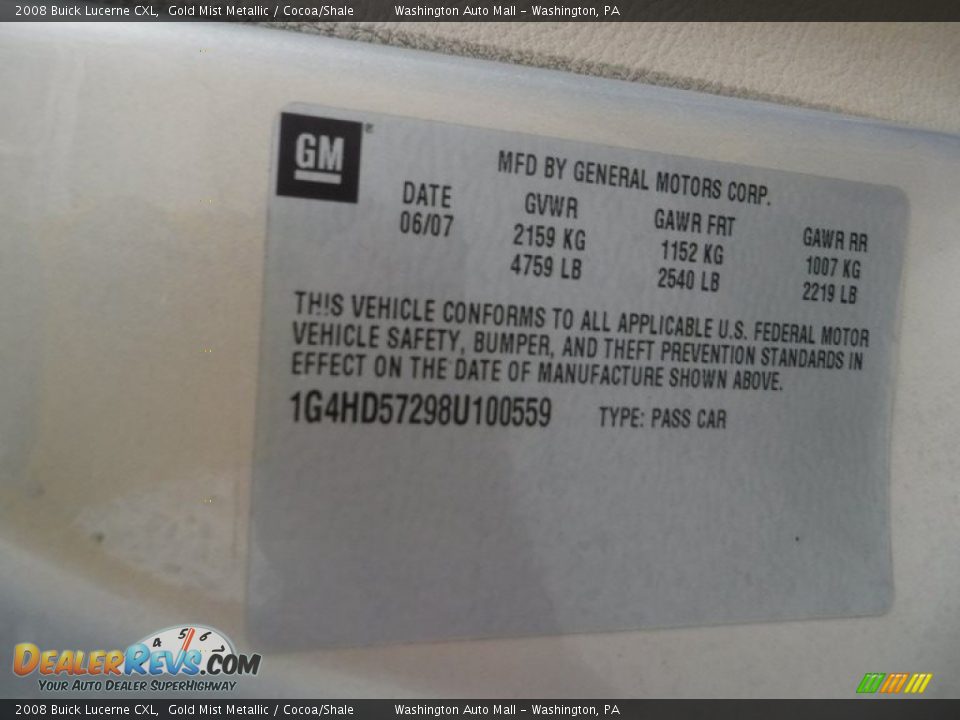 2008 Buick Lucerne CXL, Gold Mist Metallic / Cocoa/Shale Washington Auto Mall - Washington, PA
GM
MFD BY GENERAL MOTORS CORP.
DATE GVWR GAWR FRT GAWR RR
06/07 2159 KG 1152 KG 1007 KG
4759 LB 2540 LB 2219 LB
THIS VEHICLE CONFORMS TO ALL APPLICABLE U.S. FEDERAL MOTOR
VEHICLE SAFETY, BUMPER, AND THEFT PREVENTION STANDARDS IN
EFFECT ON THE DATE OF MANUFACTURE SHOWN ABOVE.
1G4HD57298U100559 TYPE: PASS CAR
4 5 6
DEALERREVS.COM
YOUR AUTO DEALER SUPERHIGHWAY
2008 Buick Lucerne CXL, Gold Mist Metallic / Cocoa/Shale Washington Auto Mall - Washington, PA